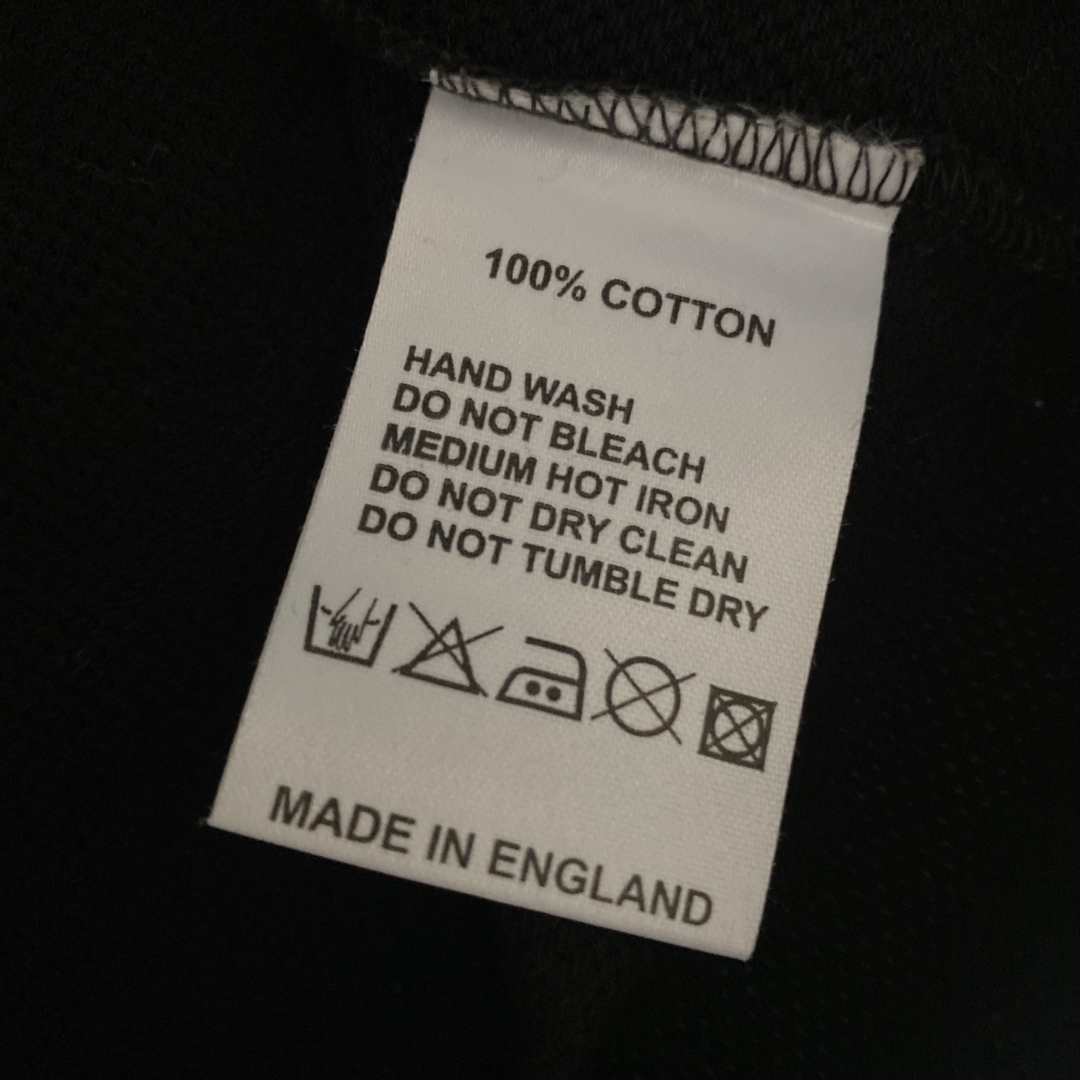 100% COTTON
HAND WASH
DO NOT BLEACH
MEDIUM HOT IRON
DO NOT DRY CLEAN
DO NOT TUMBLE DRY
MADE IN ENGLAND